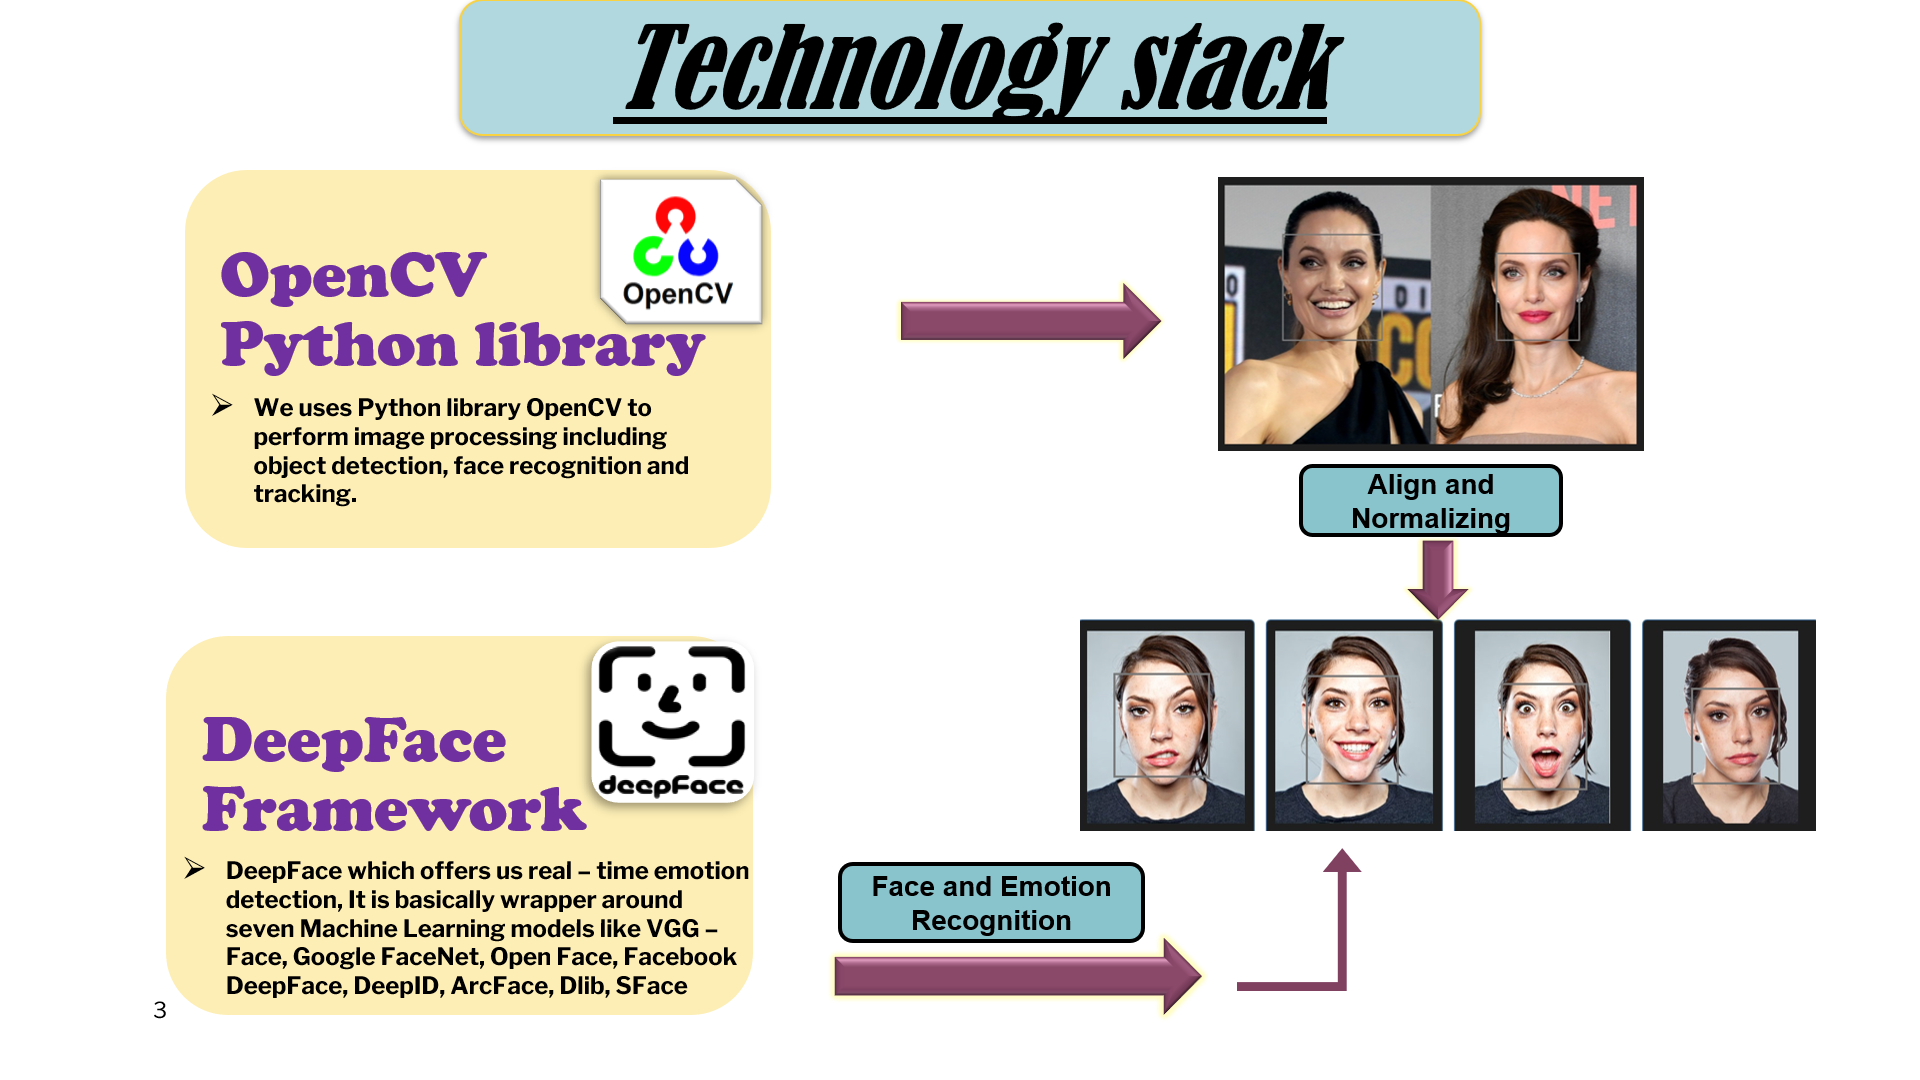 Technology stack
OpenCV
Python library
OpenCV
➢ We uses Python library OpenCV to
perform image processing including
object detection, face recognition and
tracking.
NET
Align and
Normalizing
DeepFace
Framework
deepFace
➢ DeepFace which offers us real – time emotion
detection, It is basically wrapper around
seven Machine Learning models like VGG –
Face, Google FaceNet, Open Face, Facebook
DeepFace, DeepID, ArcFace, Dlib, SFace
Face and Emotion
Recognition
3